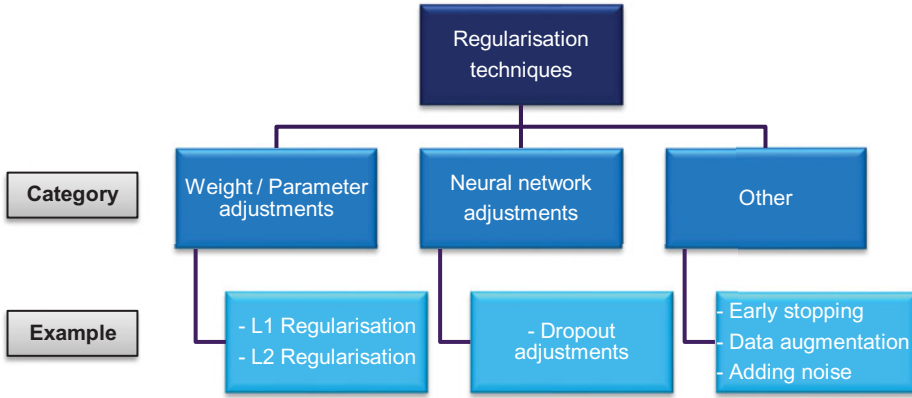 Regularisation
techniques
Category
Weight / Parameter
adjustments
Neural network
adjustments
Other
Example
- L1 Regularisation
- L2 Regularisation
- Dropout
adjustments
- Early stopping
- Data augmentation
- Adding noise